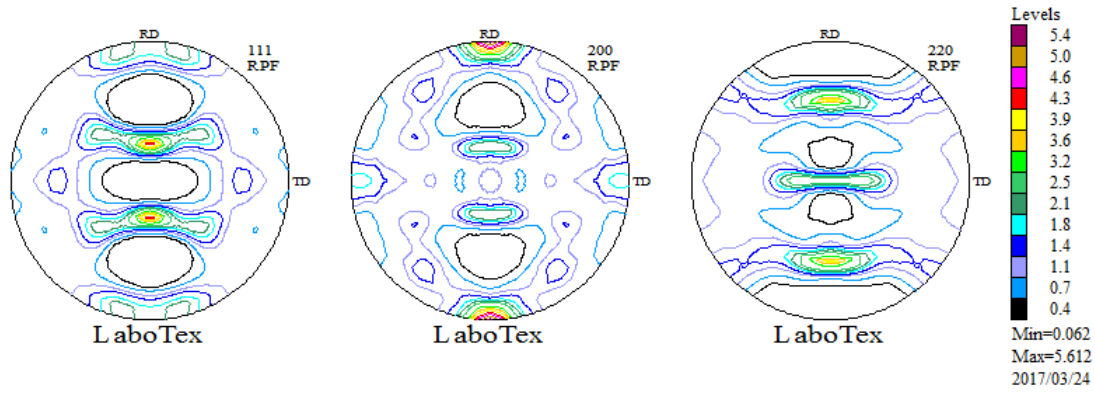 RD
111
RPF
TD
LaboTex
RD
200
RPF
TD
LaboTex
RD
220
RPF
TD
LaboTex
Levels
5.4
5.0
4.6
4.3
3.9
3.6
3.2
2.5
2.1
1.8
1.4
1.1
0.7
0.4
Min=0.062
Max=5.612
2017/03/24